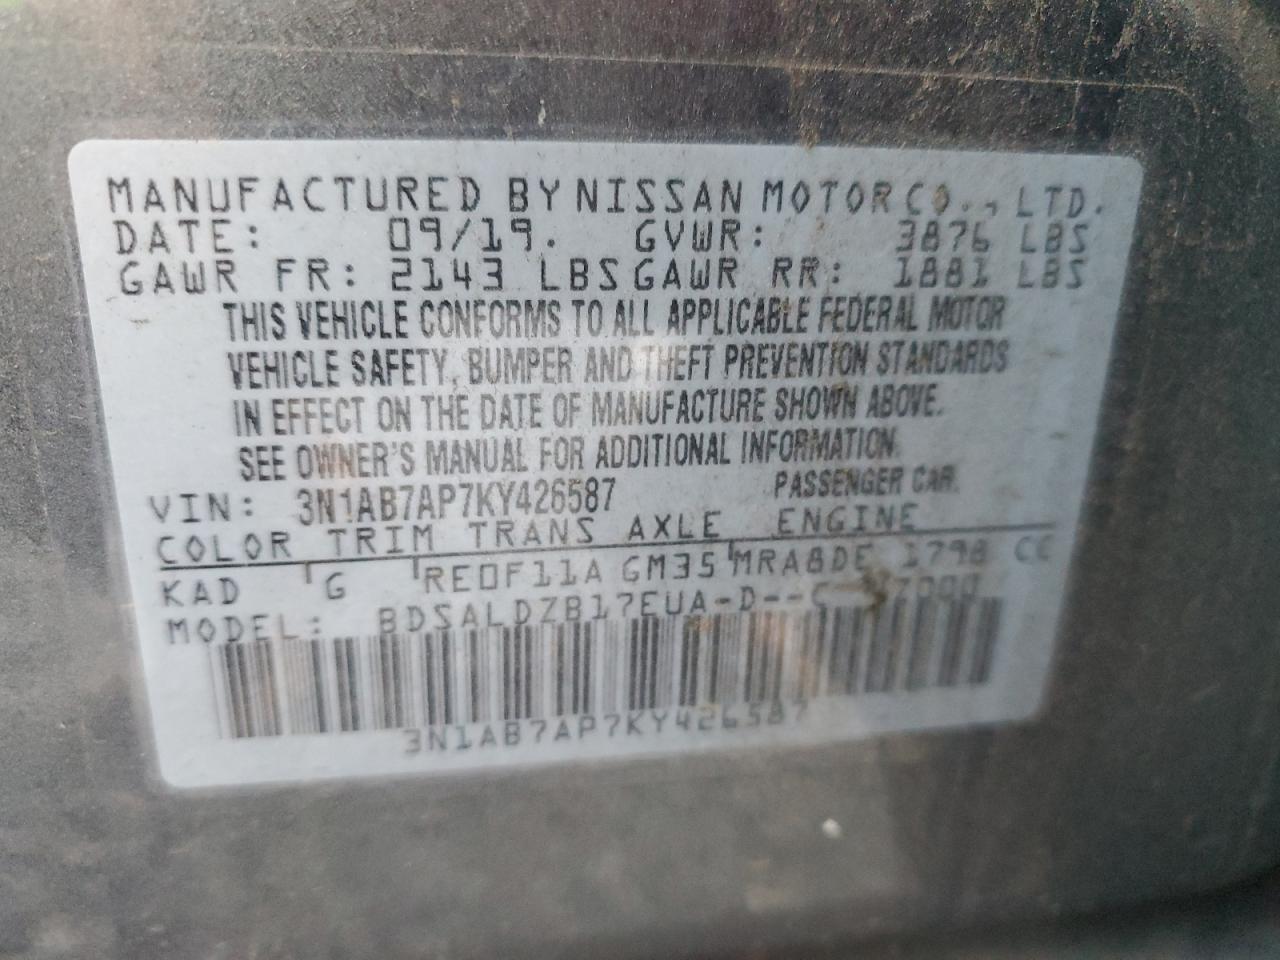 MANUFACTURED BY NISSAN MOTOR CO., LTD.
DATE: 09/19. GVWR: 3876 LBS
GAWR FR: 2143 LBS GAWR RR: 1881 LBS
THIS VEHICLE CONFORMS TO ALL APPLICABLE FEDERAL MOTOR
VEHICLE SAFETY, BUMPER AND THEFT PREVENTION STANDARDS
IN EFFECT ON THE DATE OF MANUFACTURE SHOWN ABOVE.
SEE OWNER'S MANUAL FOR ADDITIONAL INFORMATION.
VIN: 3N1AB7AP7KY426587 PASSENGER CAR.
COLOR TRIM TRANS AXLE ENGINE
KAD G RE0F11A GM35 MRA8DE 1798 CC
MODEL: BDSALDZB17EUA-D--
3N1AB7AP7KY426587